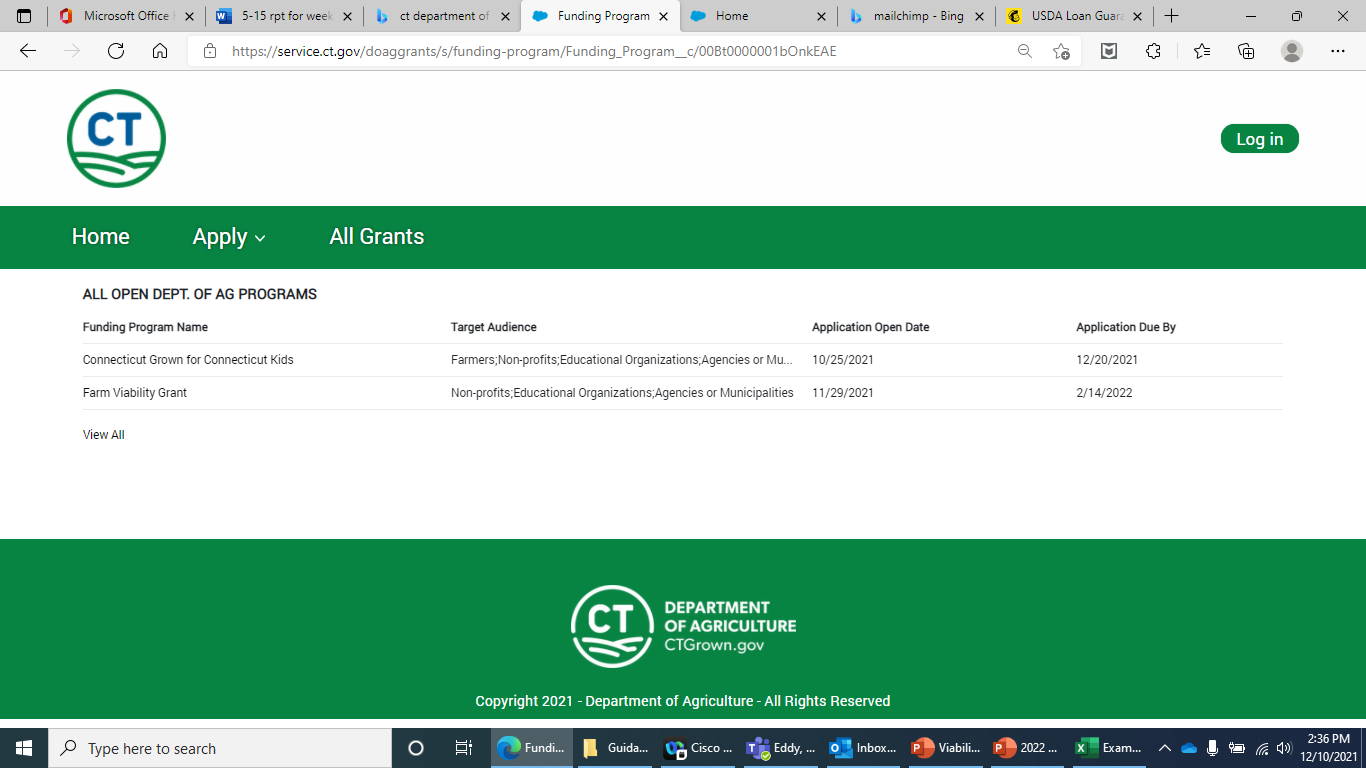 Microsoft Office
5-15 rpt for week
ct department of
Funding Program
Home
mailchimp - Bing
USDA Loan Guara
https://service.ct.gov/doaggrants/s/funding-program/Funding_Program__c/00Bt0000001bOnkEAE
CT
Log in
Home Apply All Grants
ALL OPEN DEPT. OF AG PROGRAMS
Funding Program Name Target Audience Application Open Date Application Due By
Connecticut Grown for Connecticut Kids Farmers;Non-profits;Educational Organizations;Agencies or Mu... 10/25/2021 12/20/2021
Farm Viability Grant Non-profits;Educational Organizations;Agencies or Municipalities 11/29/2021 2/14/2022
View All
CT
DEPARTMENT
OF AGRICULTURE
CTGrown.gov
Copyright 2021 - Department of Agriculture - All Rights Reserved
Type here to search
Fundi...
Guida...
Cisco ...
Eddy, ...
Inbox...
Viabili...
2022 ...
Exam...
2:36 PM
12/10/2021